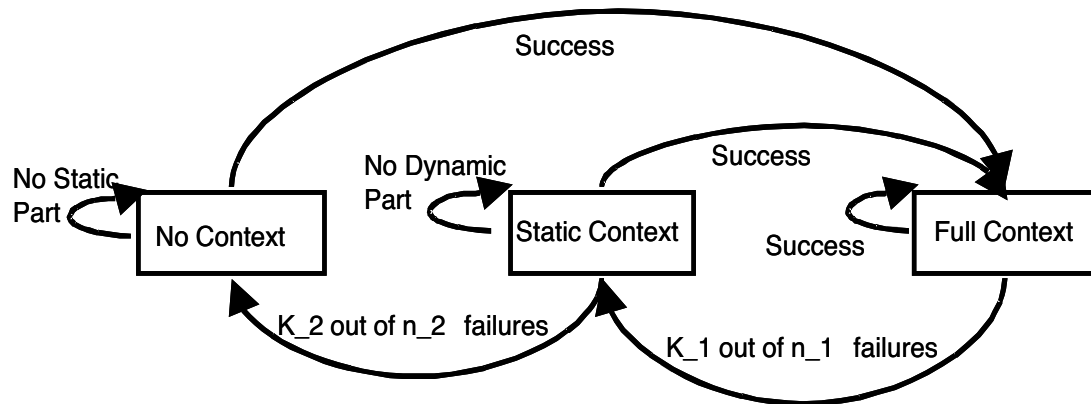 Success
Success
No Static
Part
No Dynamic
Part
No Context
Static Context
Full Context
Success
K_2 out of n_2 failures
K_1 out of n_1 failures